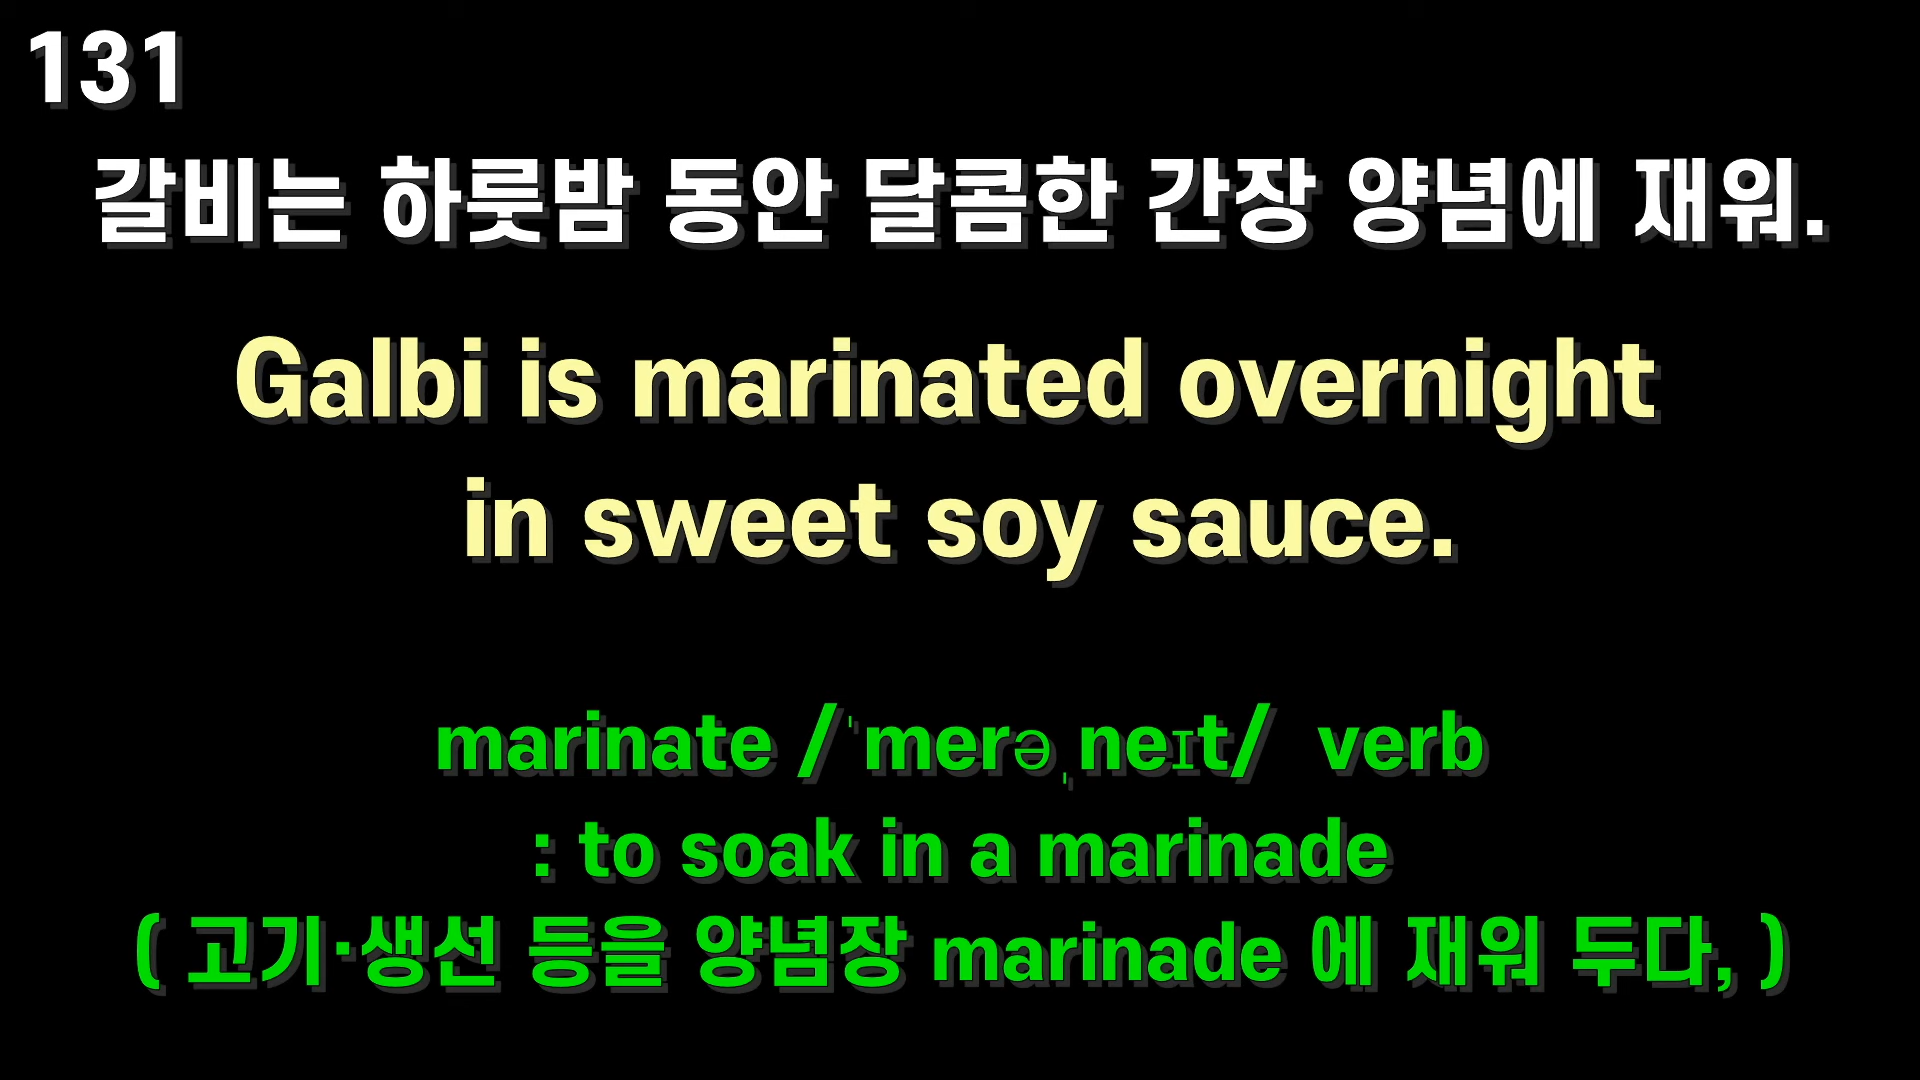 131
갈비는 하룻밤 동안 달콤한 간장 양념에 재워.
Galbi is marinated overnight
in sweet soy sauce.
marinate /ˈmerəˌneɪt/ verb
: to soak in a marinade
( 고기·생선 등을 양념장 marinade 에 재워 두다, )